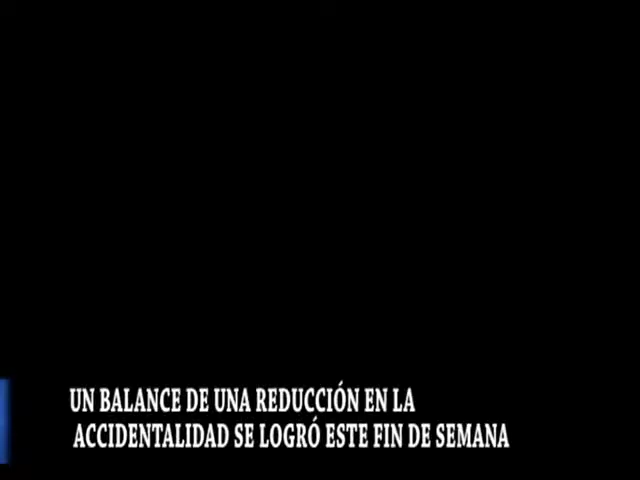 UN BALANCE DE UNA REDUCCIÓN EN LA
ACCIDENTALIDAD SE LOGRÓ ESTE FIN DE SEMANA